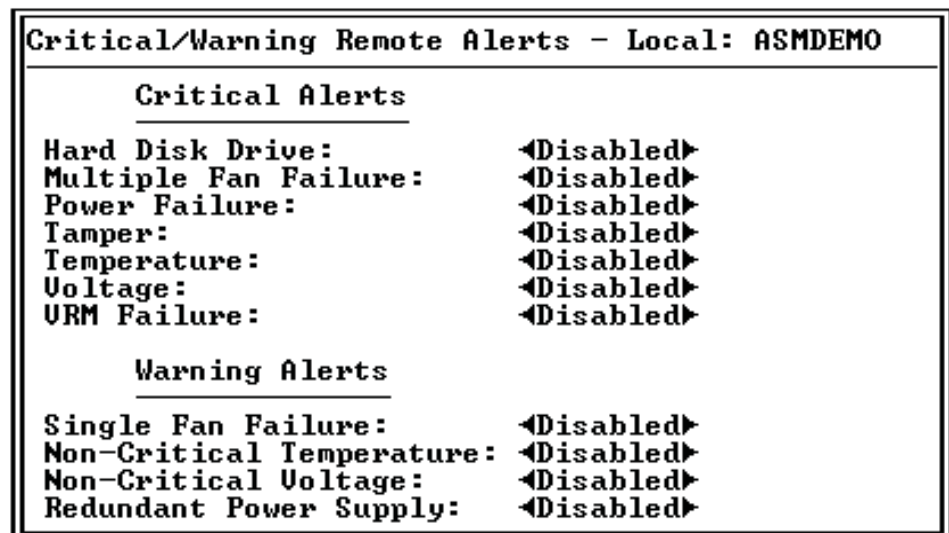 Critical/Warning Remote Alerts - Local: ASMDEMO
Critical Alerts
Hard Disk Drive: ◄Disabled►
Multiple Fan Failure: ◄Disabled►
Power Failure: ◄Disabled►
Tamper: ◄Disabled►
Temperature: ◄Disabled►
Voltage: ◄Disabled►
VRM Failure: ◄Disabled►
Warning Alerts
Single Fan Failure: ◄Disabled►
Non-Critical Temperature: ◄Disabled►
Non-Critical Voltage: ◄Disabled►
Redundant Power Supply: ◄Disabled►